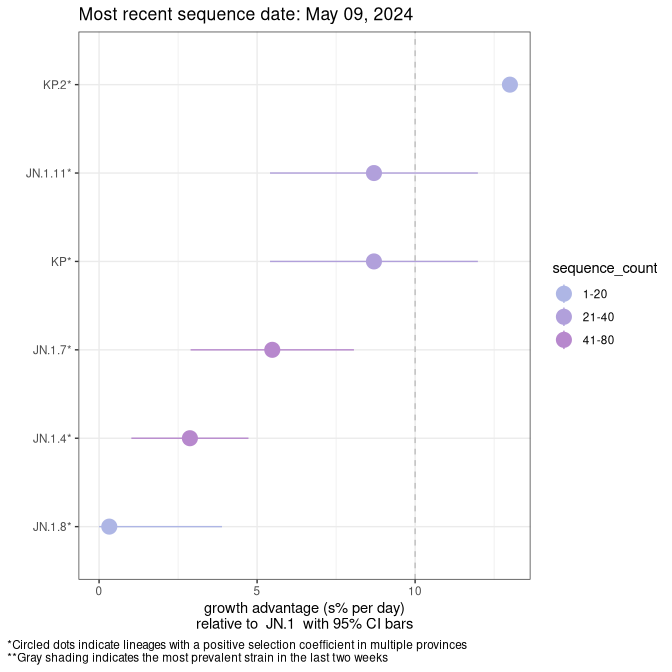 Most recent sequence date: May 09, 2024
KP.2*
JN.1.11*
KP*
JN.1.7*
JN.1.4*
JN.1.8*
0
5
10
growth advantage (s% per day)
relative to JN.1 with 95% CI bars
sequence_count
1-20
21-40
41-80
*Circled dots indicate lineages with a positive selection coefficient in multiple provinces
**Gray shading indicates the most prevalent strain in the last two weeks